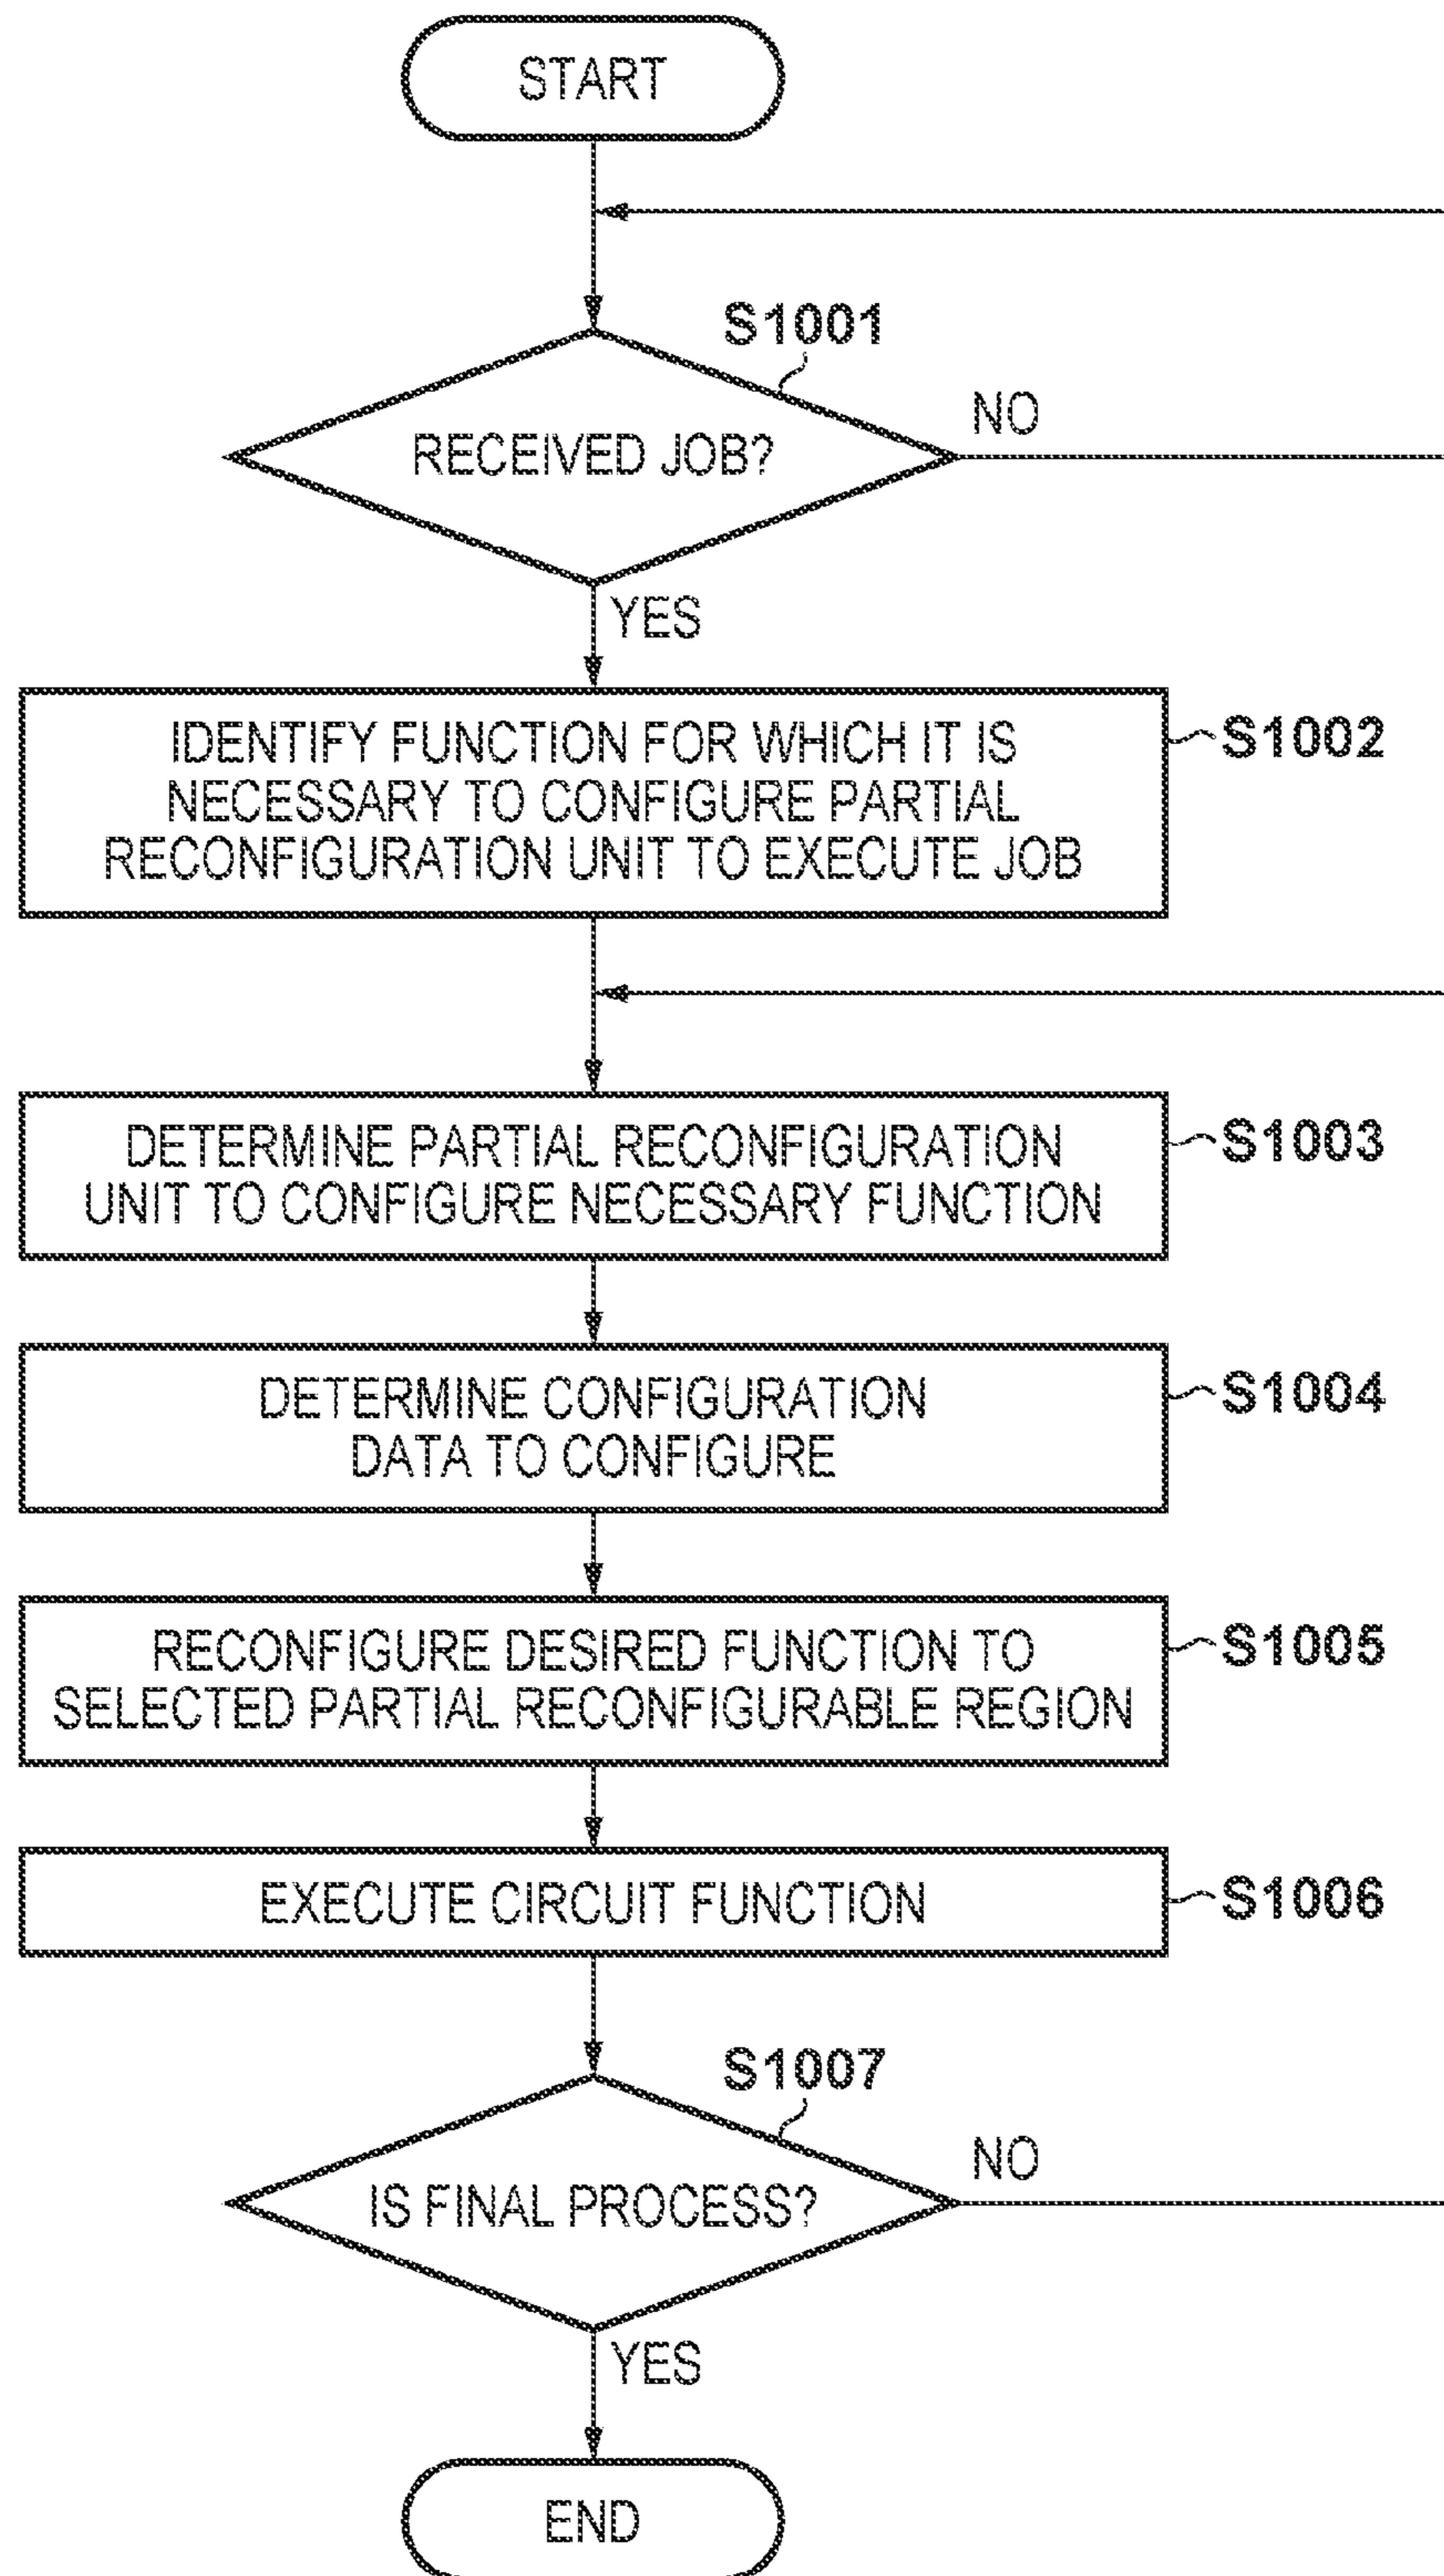 START
S1001
RECEIVED JOB?
NO
YES
IDENTIFY FUNCTION FOR WHICH IT IS
NECESSARY TO CONFIGURE PARTIAL
RECONFIGURATION UNIT TO EXECUTE JOB
S1002
DETERMINE PARTIAL RECONFIGURATION
UNIT TO CONFIGURE NECESSARY FUNCTION
S1003
DETERMINE CONFIGURATION
DATA TO CONFIGURE
S1004
RECONFIGURE DESIRED FUNCTION TO
SELECTED PARTIAL RECONFIGURABLE REGION
S1005
EXECUTE CIRCUIT FUNCTION
S1006
S1007
IS FINAL PROCESS?
NO
YES
END